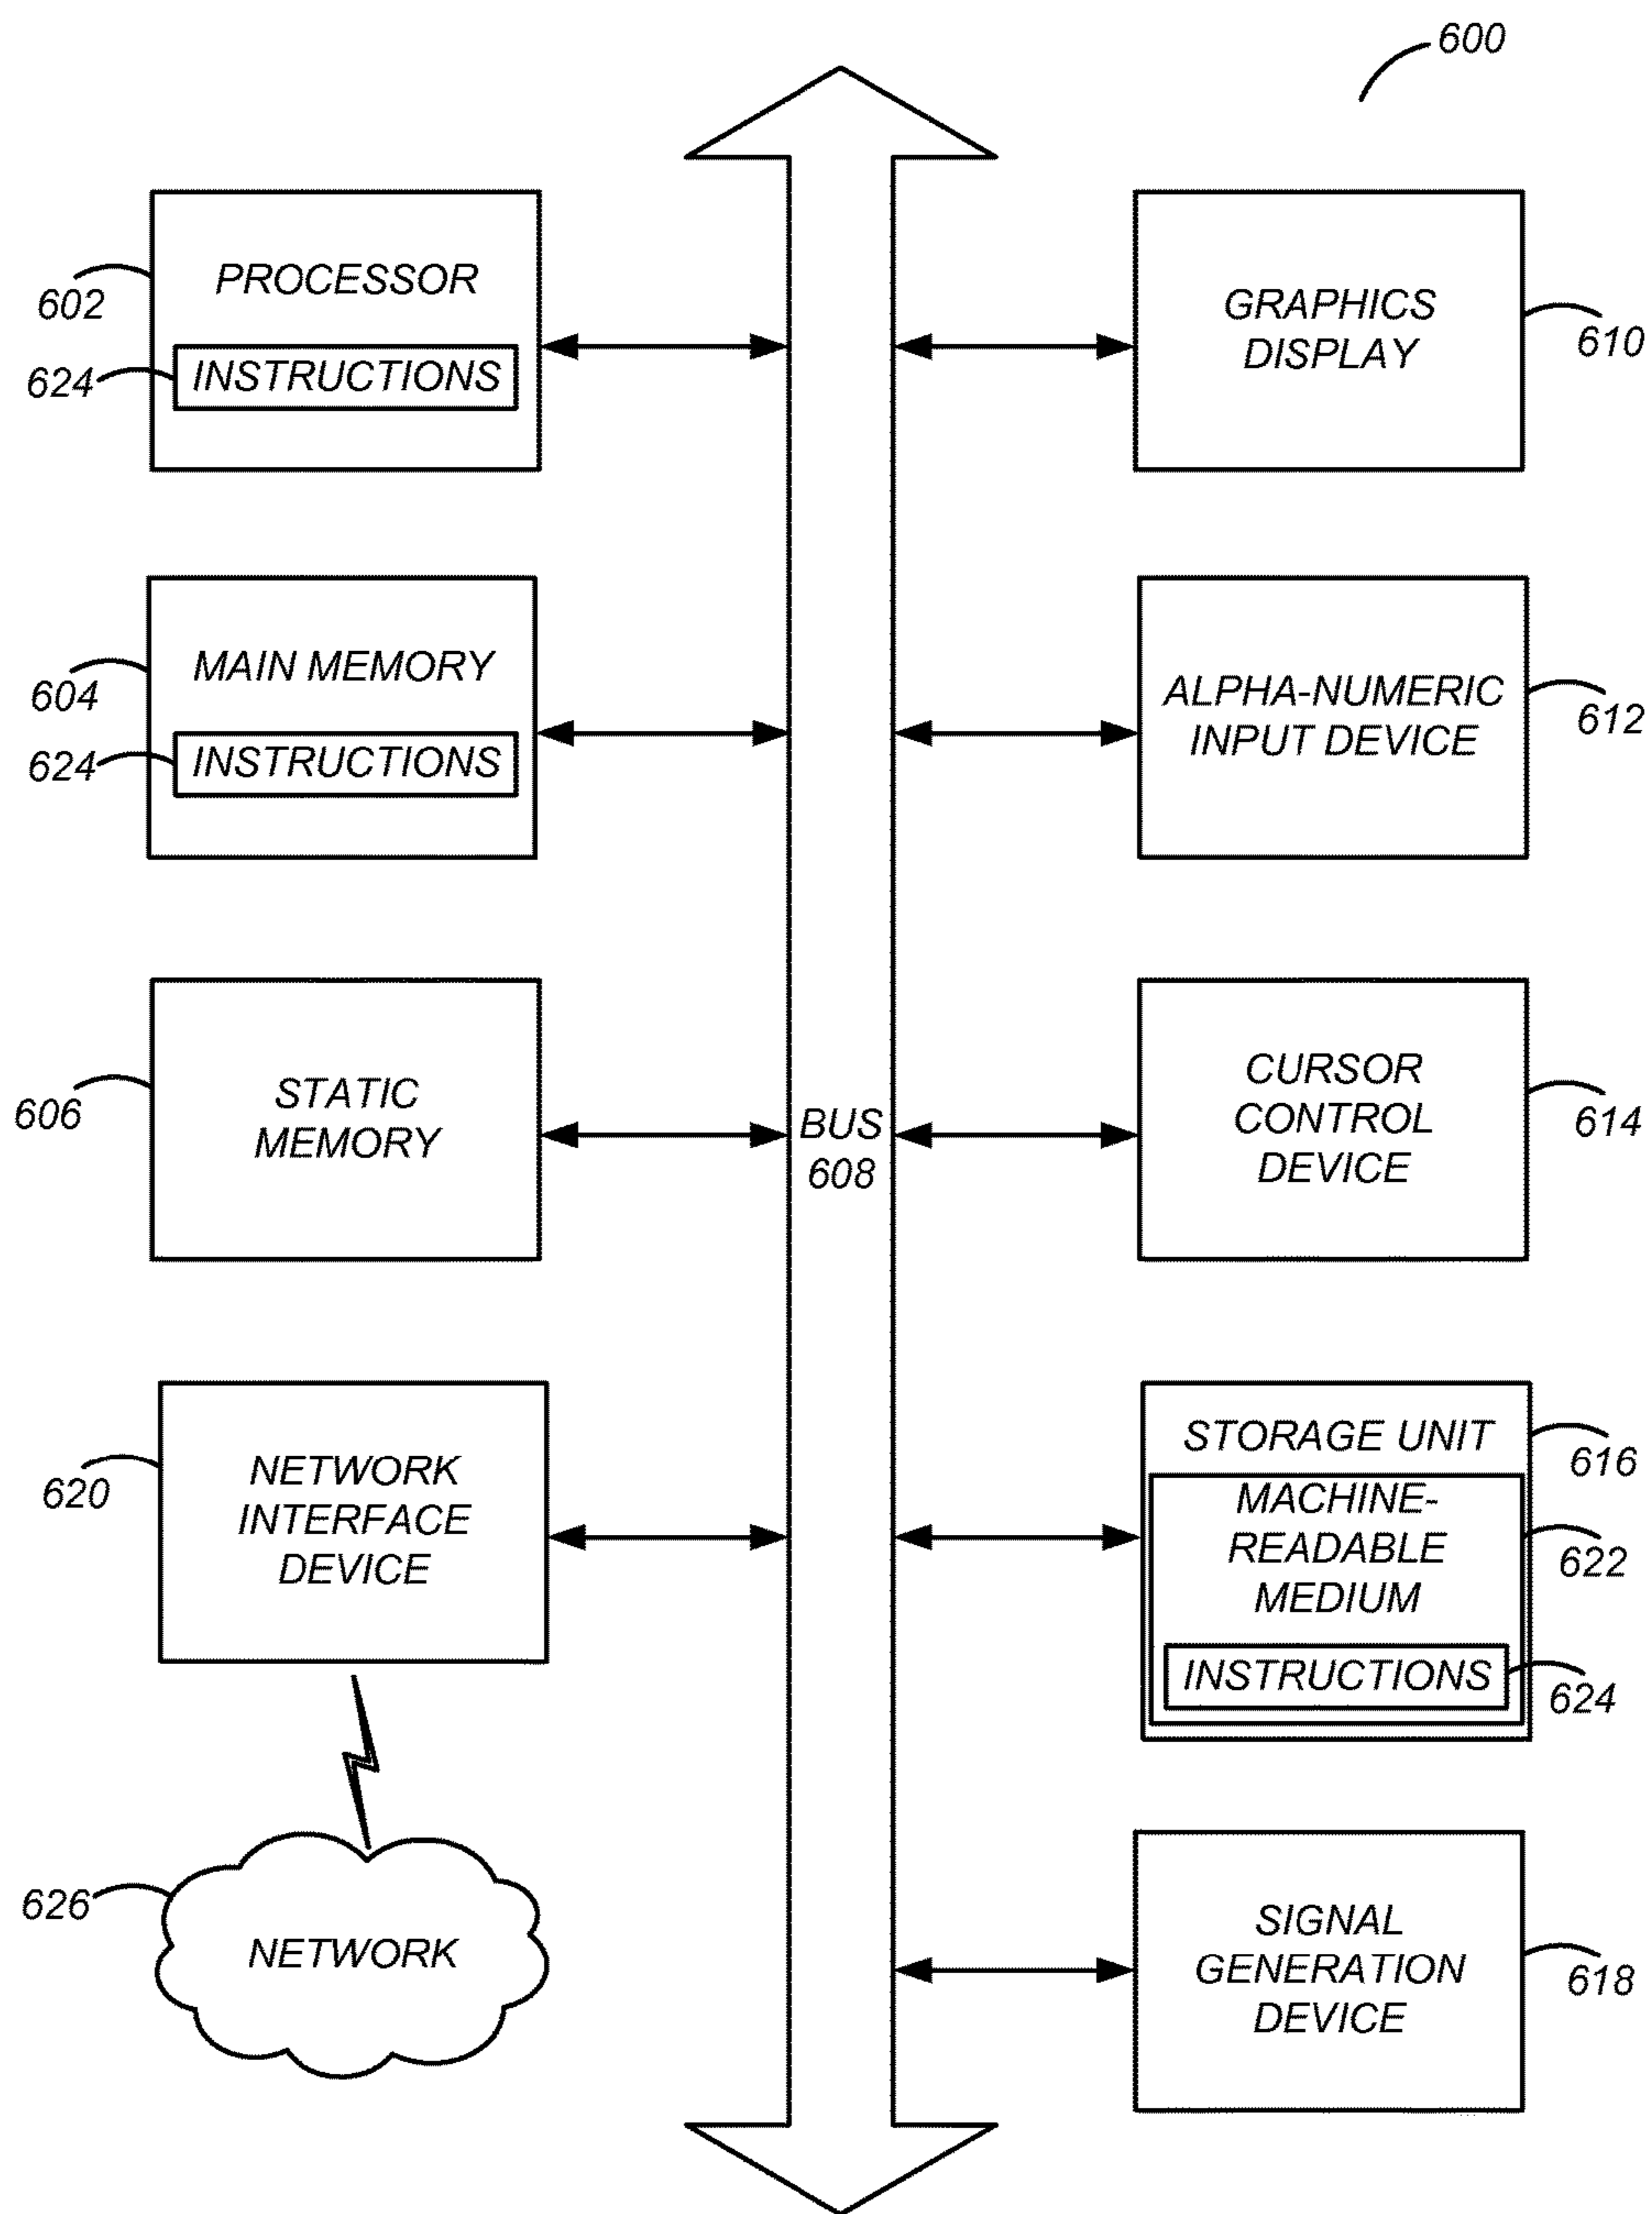 600
PROCESSOR
602
INSTRUCTIONS
624
GRAPHICS
DISPLAY
610
MAIN MEMORY
604
INSTRUCTIONS
624
ALPHA-NUMERIC
INPUT DEVICE
612
STATIC
MEMORY
606
BUS
608
CURSOR
CONTROL
DEVICE
614
NETWORK
INTERFACE
DEVICE
620
STORAGE UNIT
616
MACHINE-
READABLE
MEDIUM
622
INSTRUCTIONS
624
626
NETWORK
SIGNAL
GENERATION
DEVICE
618